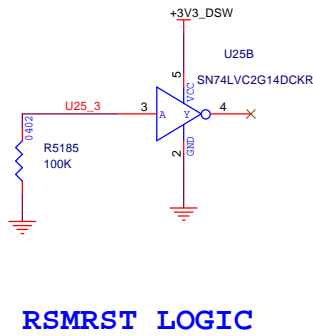 +3V3_DSW
U25B
SN74LVC2G14DCKR
5
VCC
U25_3
3
A
Y
4
0402
R5185
100K
2
GND
RSMRST LOGIC